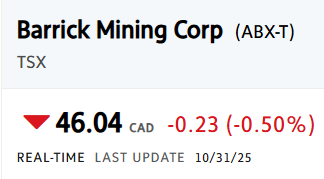 Barrick Mining Corp (ABX-T)
TSX
46.04 CAD -0.23 (-0.50%)
REAL-TIME LAST UPDATE 10/31/25